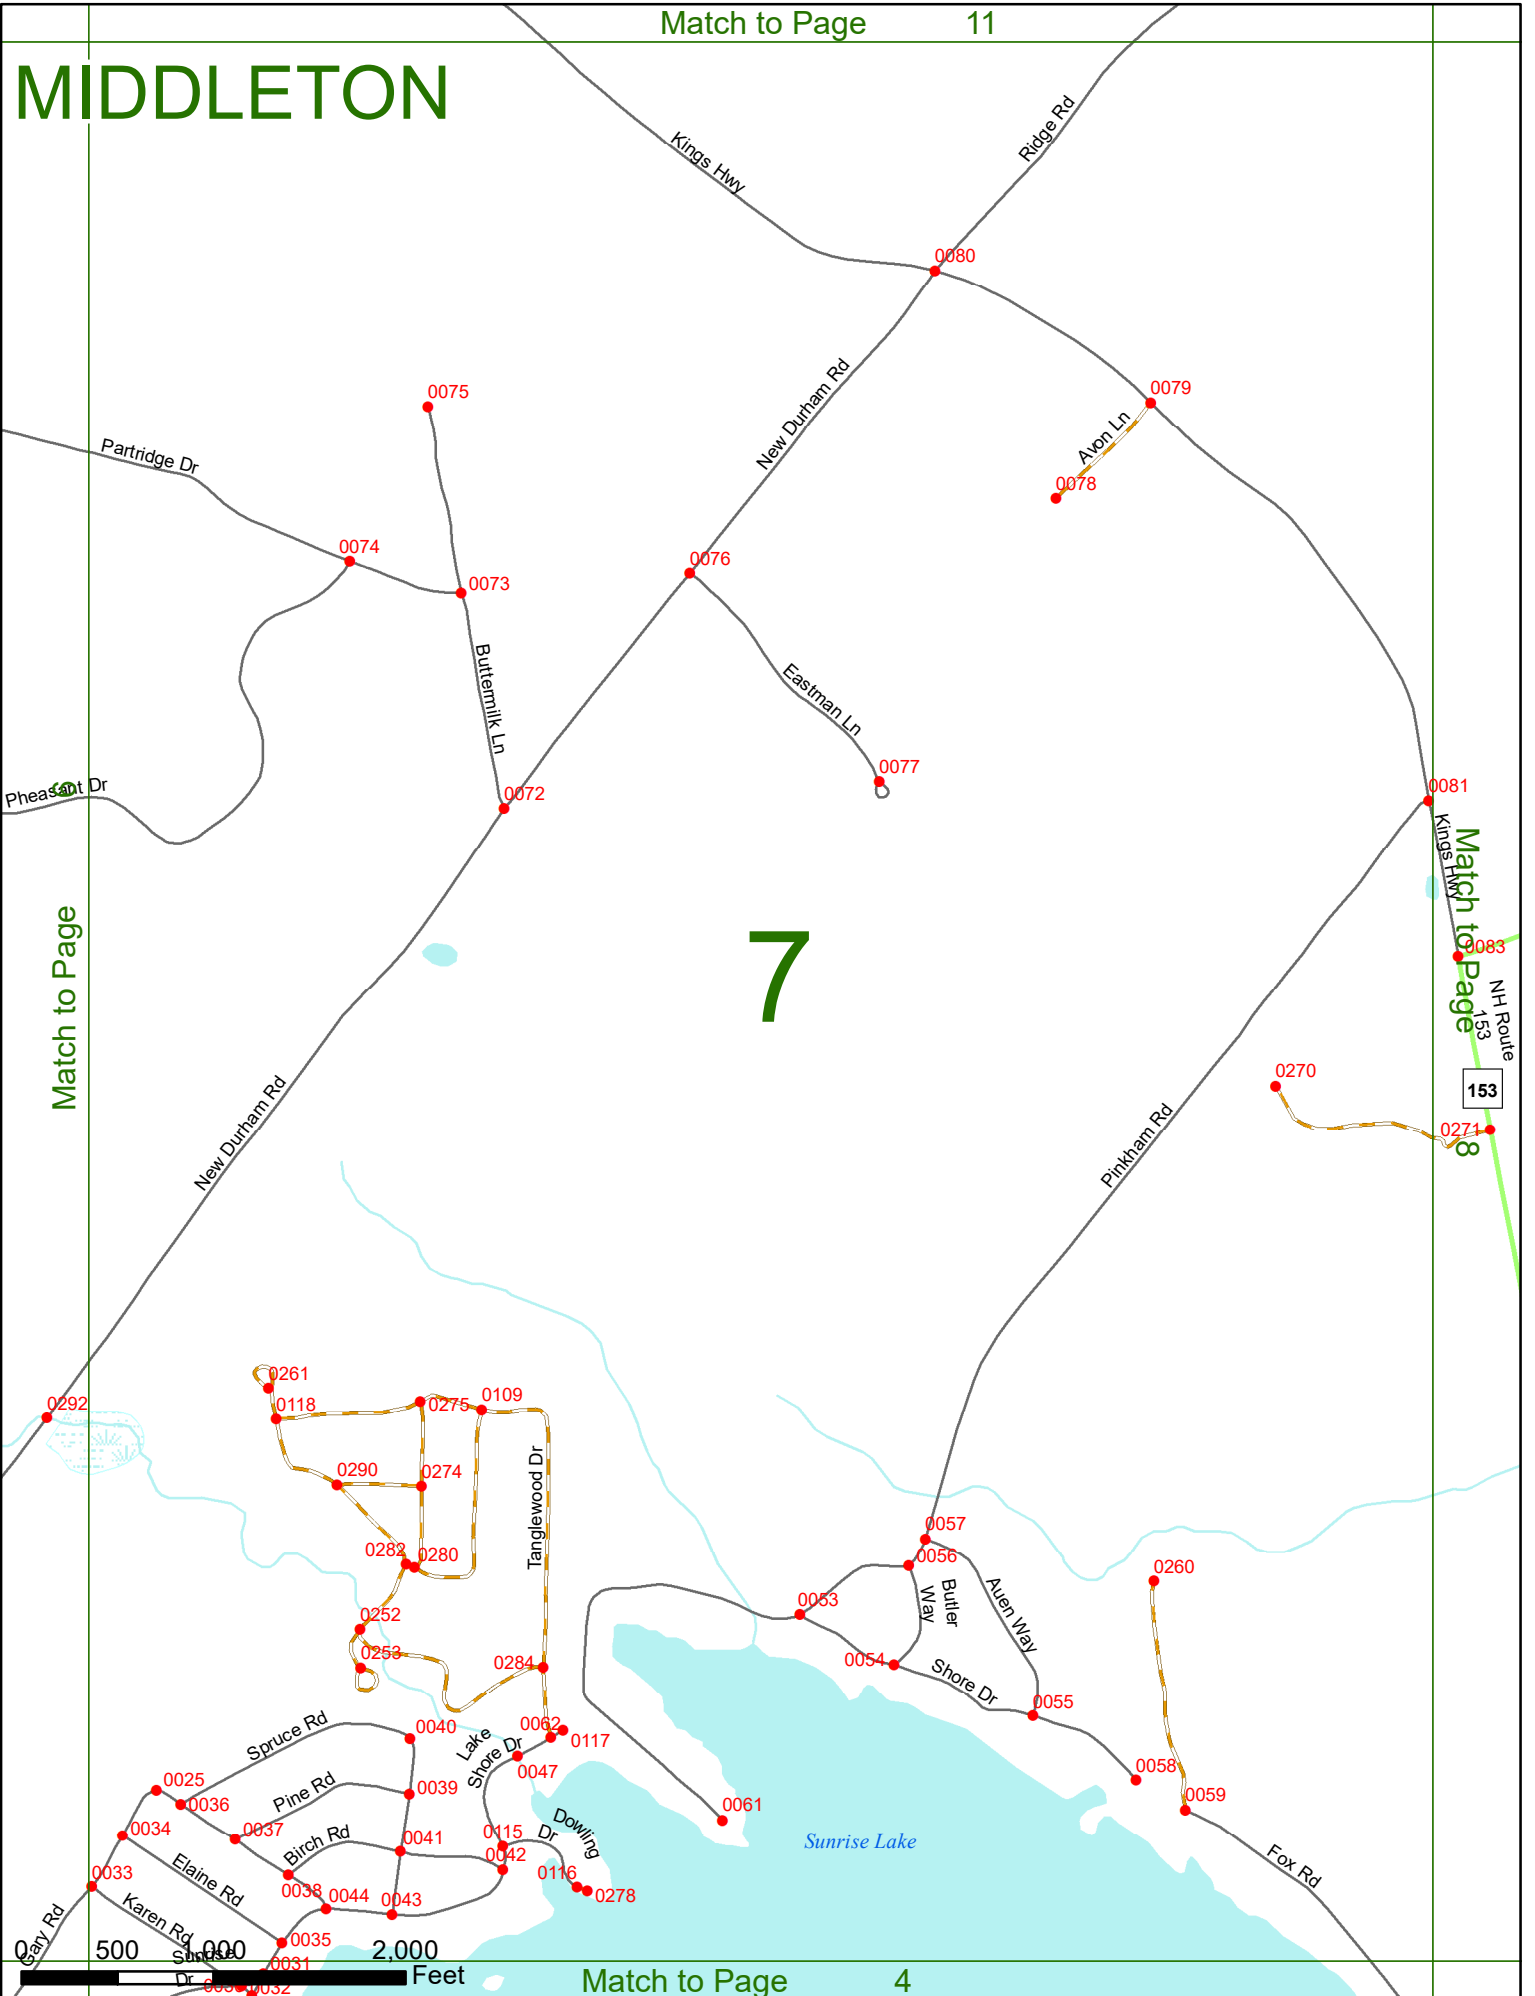 Match to Page 11
MIDDLETON
Kings Hwy
Ridge Rd
0080
0075
0079
New Durham Rd
Avon Ln
Partridge Dr
0078
0074
0076
0073
Buttermilk Ln
Eastman Ln
0077
Pheasant Dr
0072
0081
Kings Hwy
Match to Page 6
7
Match to Page 8
0083
NH Route
153
153
0270
0271
New Durham Rd
Pinkham Rd
0261
0292
0118
0275
0109
0290
0274
Tanglewood Dr
0282
0280
0057
0056
0260
0053
Butler
Way
Auen Way
0252
0253
0284
0054
Shore Dr
0055
Spruce Rd
0040
Lake
Shore Dr
0062
0117
0047
0058
0025
0036
Pine Rd
0039
0061
0059
0034
0037
Birch Rd
0041
0115
Dowling
Dr
Sunrise Lake
0042
0033
Elaine Rd
0038
0044
0043
0116
0278
Fox Rd
Karen Rd
Gary Rd
0035
Sunrise
Dr
0031
0032
0 500 1,000 2,000
Feet
Match to Page 4